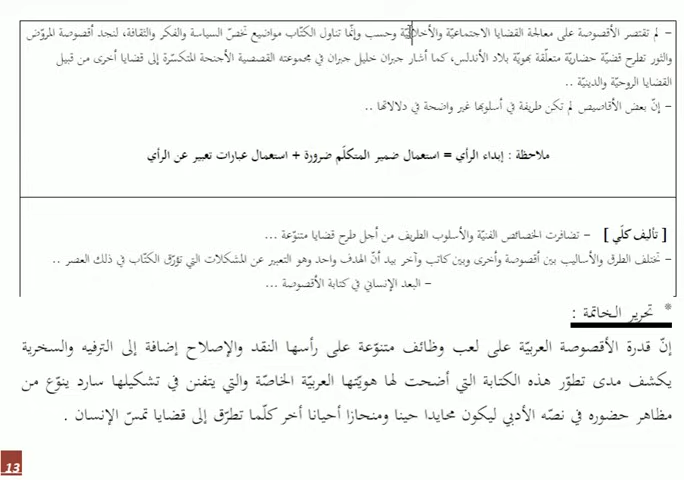 – لم تقتصر الأقصوصة على معالجة القضايا الاجتماعيّة والأخلاقيّة وحسب وإنّما تناول الكتّاب مواضيع تخصّ السياسة والفكر والثقافة، لنجد أقصوصة المروّض
والثور تطرح قضيّة حضاريّة متعلّقة بهويّة بلاد الأندلس، كما أشار جبران خليل جبران في مجموعته القصصية الأجنحة المتكسّرة إلى قضايا أخرى من قبيل
القضايا الروحيّة والدينيّة ..
– إنّ بعض الأقاصيص لم تكن طريفة في أسلوبها غير واضحة في دلالاتها ..
ملاحظة : إبداء الرأي = استعمال ضمير المتكلّم ضرورة + استعمال عبارات تعبير عن الرأي
[ تأليف كلّي ] – تضافرت الخصائص الفنيّة والأسلوب الطريف من أجل طرح قضايا متنوّعة ...
– تختلف الطرق والأساليب بين أقصوصة وأخرى وبين كاتب وآخر بيد أنّ الهدف واحد وهو التعبير عن المشكلات التي تؤرّق الكتّاب في ذلك العصر ..
– البعد الإنساني في كتابة الأقصوصة ...
* تحرير الخاتمة :
إنّ قدرة الأقصوصة العربيّة على لعب وظائف متنوّعة على رأسها النقد والإصلاح إضافة إلى الترفيه والسخرية
يكشف مدى تطوّر هذه الكتابة التي أضحت لها هويّتها العربيّة الخاصّة والتي يتفنن في تشكيلها سارد ينوّع من
مظاهر حضوره في نصّه الأدبي ليكون محايدا حينا ومنحازا أحيانا أخر كلّما تطرّق إلى قضايا تمسّ الإنسان .
13